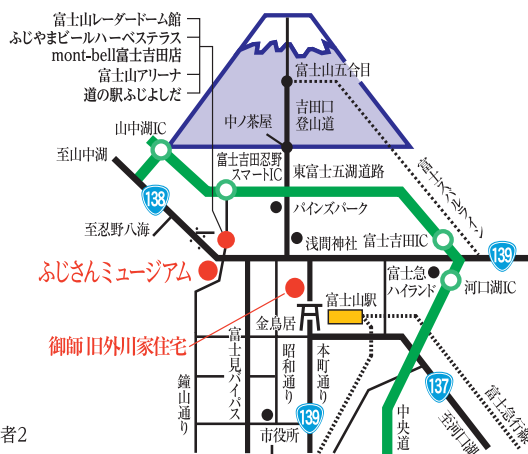 富士山レーダードーム館
ふじやまビールハーベステラス
mont-bell富士吉田店
富士山アリーナ
道の駅ふじよしだ
富士山五合目
吉田口
登山道
中ノ茶屋
山中湖IC
至山中湖
富士吉田忍野
スマートIC
東富士五湖道路
富士スバルライン
138
パインズパーク
至忍野八海
浅間神社
富士吉田IC
139
ふじさんミュージアム
富士急
ハイランド
河口湖IC
富士山駅
金鳥居
御師 旧外川家住宅
富士見バイパス
昭和通り
本町通り
鐘山通り
137
富士急行線
139
中央道
至河口湖
市役所
者2